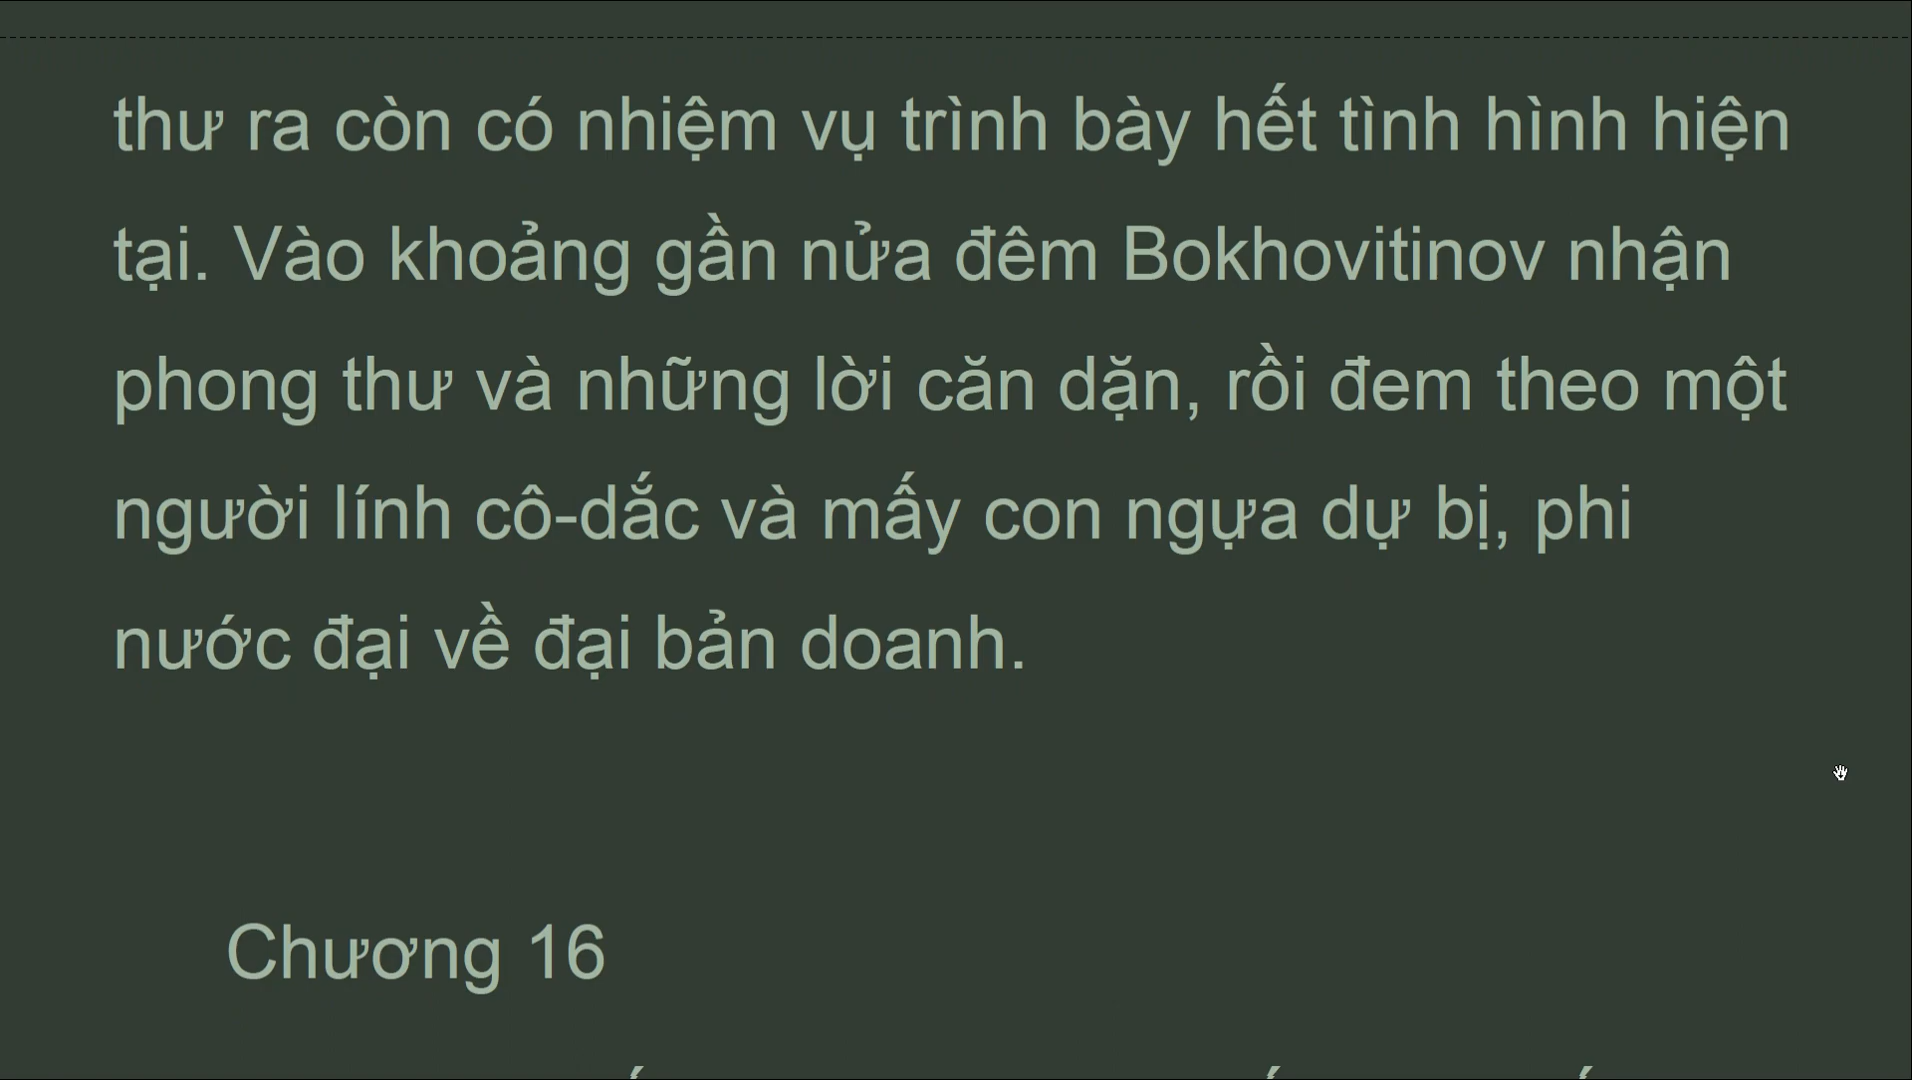 thư ra còn có nhiệm vụ trình bày hết tình hình hiện
tại. Vào khoảng gần nửa đêm Bokhovitinov nhận
phong thư và những lời căn dặn, rồi đem theo một
người lính cô-dắc và mấy con ngựa dự bị, phi
nước đại về đại bản doanh.
Chương 16